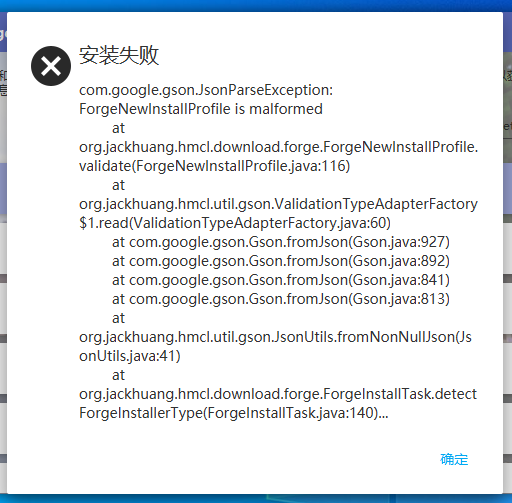 安装失败
com.google.gson.JsonParseException:
ForgeNewInstallProfile is malformed
at
org.jackhuang.hmcl.download.forge.ForgeNewInstallProfile.
validate(ForgeNewInstallProfile.java:116)
at
org.jackhuang.hmcl.util.gson.ValidationTypeAdapterFactory
$1.read(ValidationTypeAdapterFactory.java:60)
at com.google.gson.Gson.fromJson(Gson.java:927)
at com.google.gson.Gson.fromJson(Gson.java:892)
at com.google.gson.Gson.fromJson(Gson.java:841)
at com.google.gson.Gson.fromJson(Gson.java:813)
at
org.jackhuang.hmcl.util.gson.JsonUtils.fromNonNullJson(Js
onUtils.java:41)
at
org.jackhuang.hmcl.download.forge.ForgeInstallTask.detect
ForgeInstallerType(ForgeInstallTask.java:140)...
确定